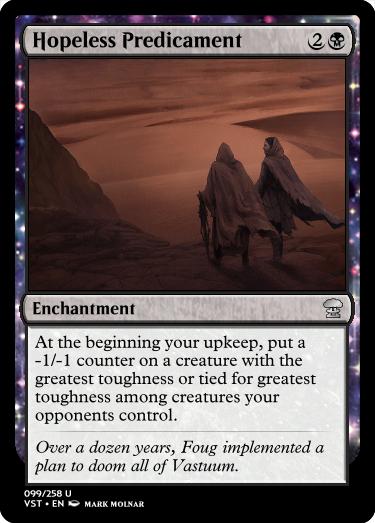 Hopeless Predicament 2
Enchantment
At the beginning your upkeep, put a
-1/-1 counter on a creature with the
greatest toughness or tied for greatest
toughness among creatures your
opponents control.
Over a dozen years, Foug implemented a
plan to doom all of Vastuum.
099/258 U
VST • EN MARK MOLNAR